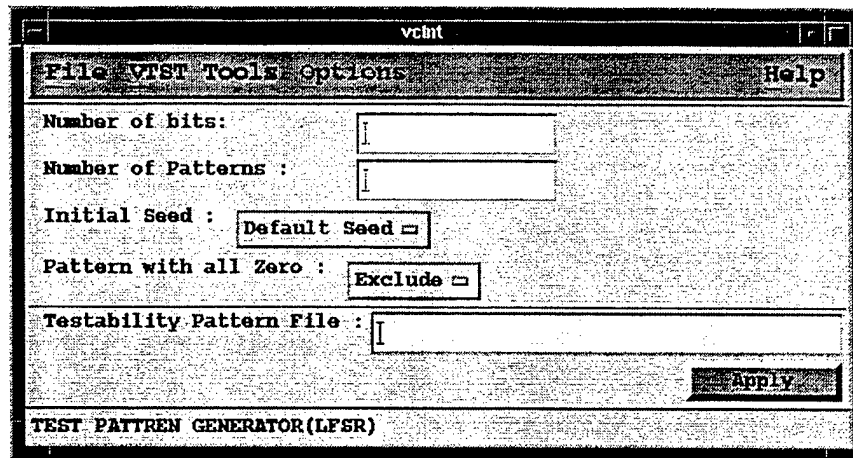 vcint
File VTST Tools Options Help
Number of bits:
Number of Patterns :
Initial Seed : Default Seed
Pattern with all Zero : Exclude
Testability Pattern File :
Apply
TEST PATTREN GENERATOR(LFSR)